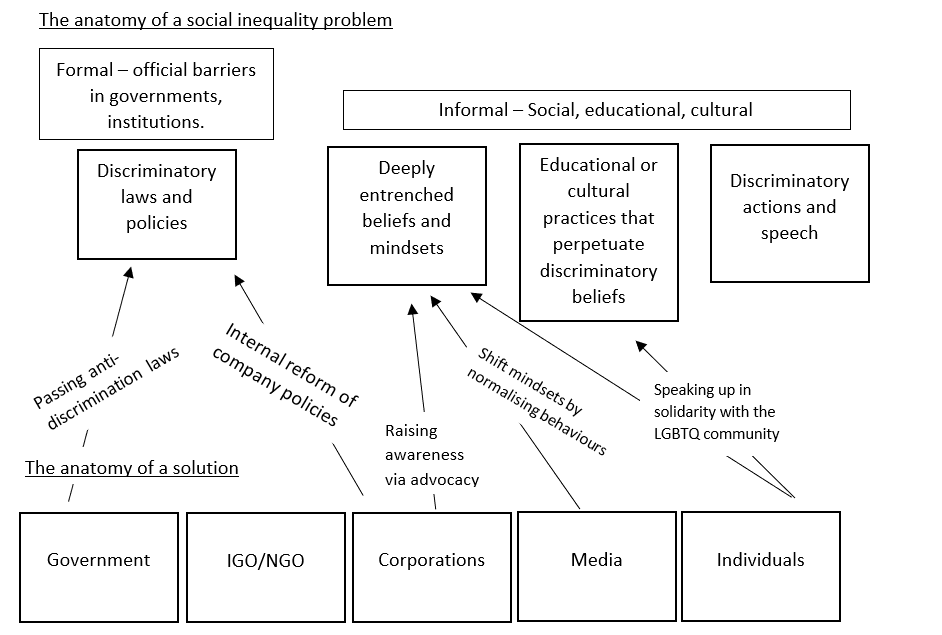 The anatomy of a social inequality problem
Formal – official barriers
in governments,
institutions.
Informal – Social, educational, cultural
Discriminatory
laws and
policies
Deeply
entrenched
beliefs and
mindsets
Educational or
cultural
practices that
perpetuate
discriminatory
beliefs
Discriminatory
actions and
speech
Passing anti-
discrimination laws
Internal reform of
company policies
Raising
awareness
via advocacy
Shift mindsets by
normalising behaviours
Speaking up in
solidarity with the
LGBTQ community
The anatomy of a solution
Government
IGO/NGO
Corporations
Media
Individuals